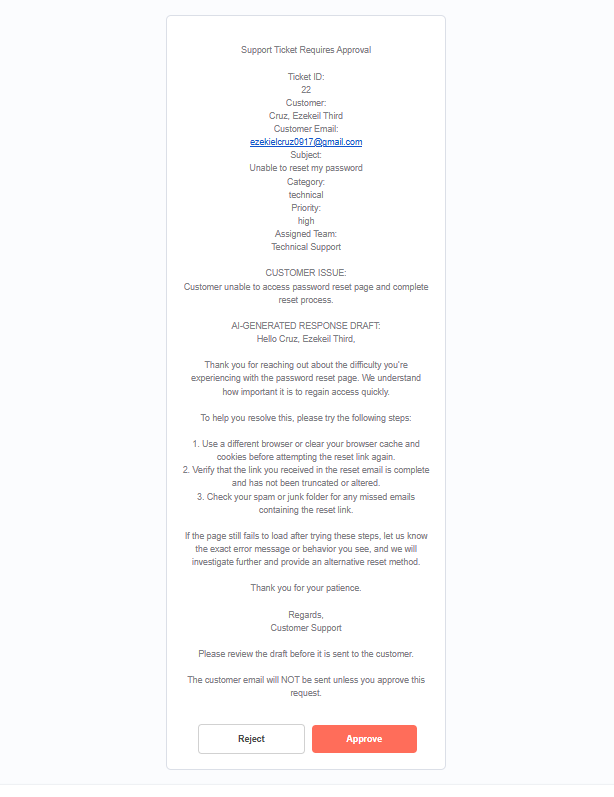 Support Ticket Requires Approval
Ticket ID:
22
Customer:
Cruz, Ezekeil Third
Customer Email:
ezekielcruz0917@gmail.com
Subject:
Unable to reset my password
Category:
technical
Priority:
high
Assigned Team:
Technical Support
CUSTOMER ISSUE:
Customer unable to access password reset page and complete
reset process.
AI-GENERATED RESPONSE DRAFT:
Hello Cruz, Ezekeil Third,
Thank you for reaching out about the difficulty you're
experiencing with the password reset page. We understand
how important it is to regain access quickly.
To help you resolve this, please try the following steps:
1. Use a different browser or clear your browser cache and
cookies before attempting the reset link again.
2. Verify that the link you received in the reset email is complete
and has not been truncated or altered.
3. Check your spam or junk folder for any missed emails
containing the reset link.
If the page still fails to load after trying these steps, let us know
the exact error message or behavior you see, and we will
investigate further and provide an alternative reset method.
Thank you for your patience.
Regards,
Customer Support
Please review the draft before it is sent to the customer.
The customer email will NOT be sent unless you approve this
request.
Reject
Approve